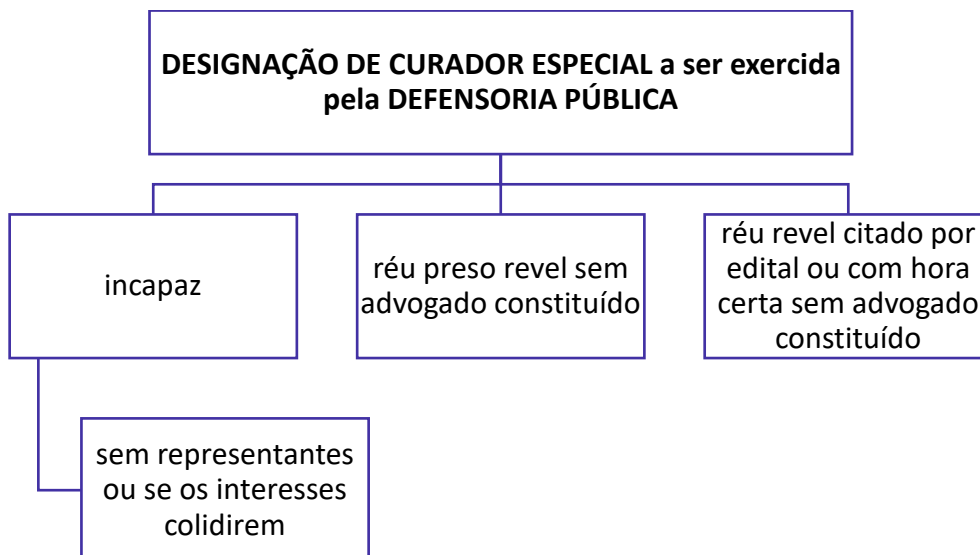 DESIGNAÇÃO DE CURADOR ESPECIAL a ser exercida
pela DEFENSORIA PÚBLICA
incapaz
sem representantes
ou se os interesses
colidirem
réu preso revel sem
advogado constituído
réu revel citado por
edital ou com hora
certa sem advogado
constituído